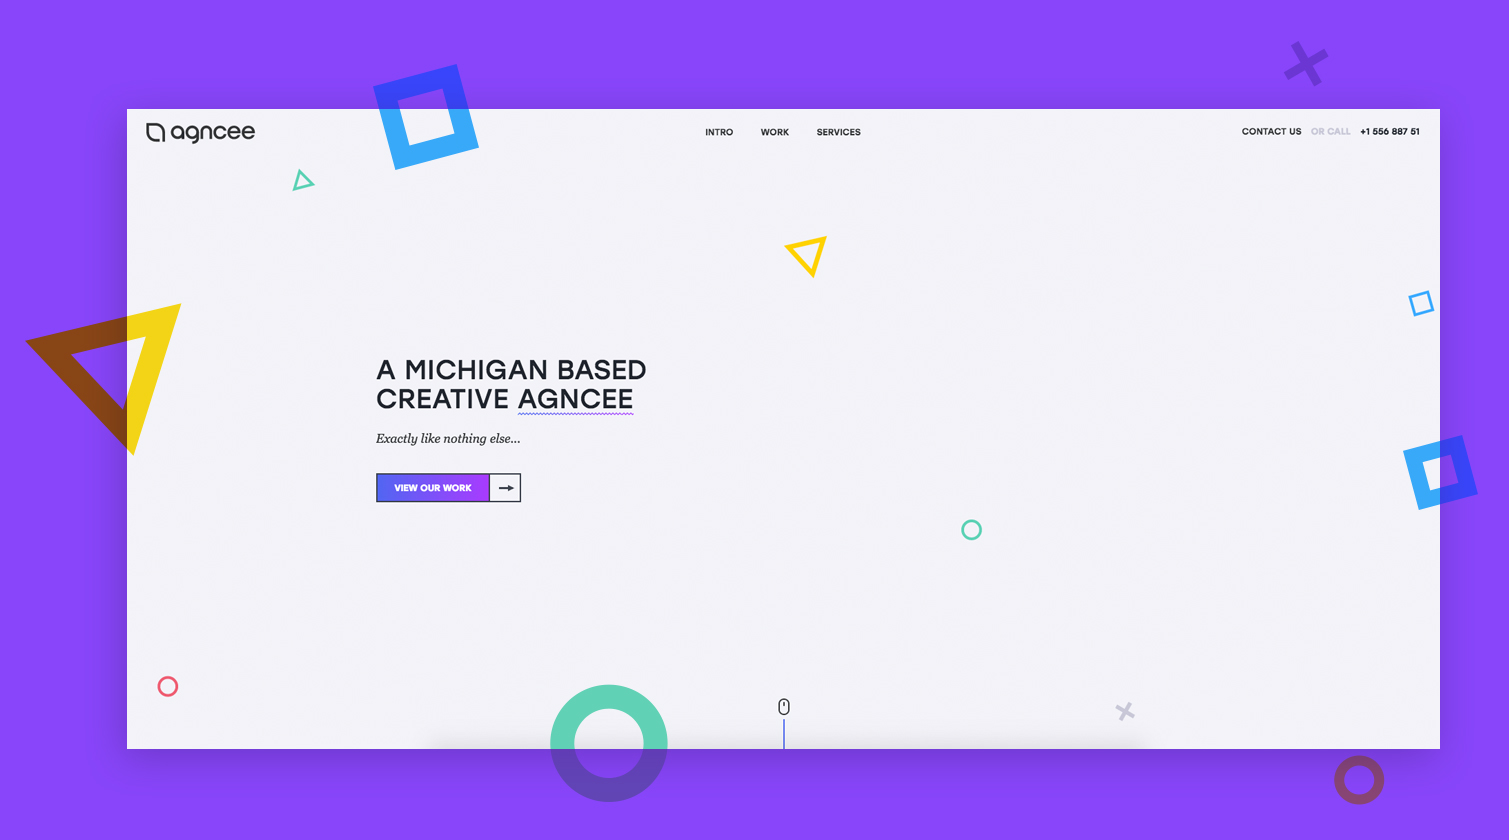 agncee
INTRO WORK SERVICES
CONTACT US OR CALL +1 556 887 51
A MICHIGAN BASED
CREATIVE AGNCEE
Exactly like nothing else...
VIEW OUR WORK